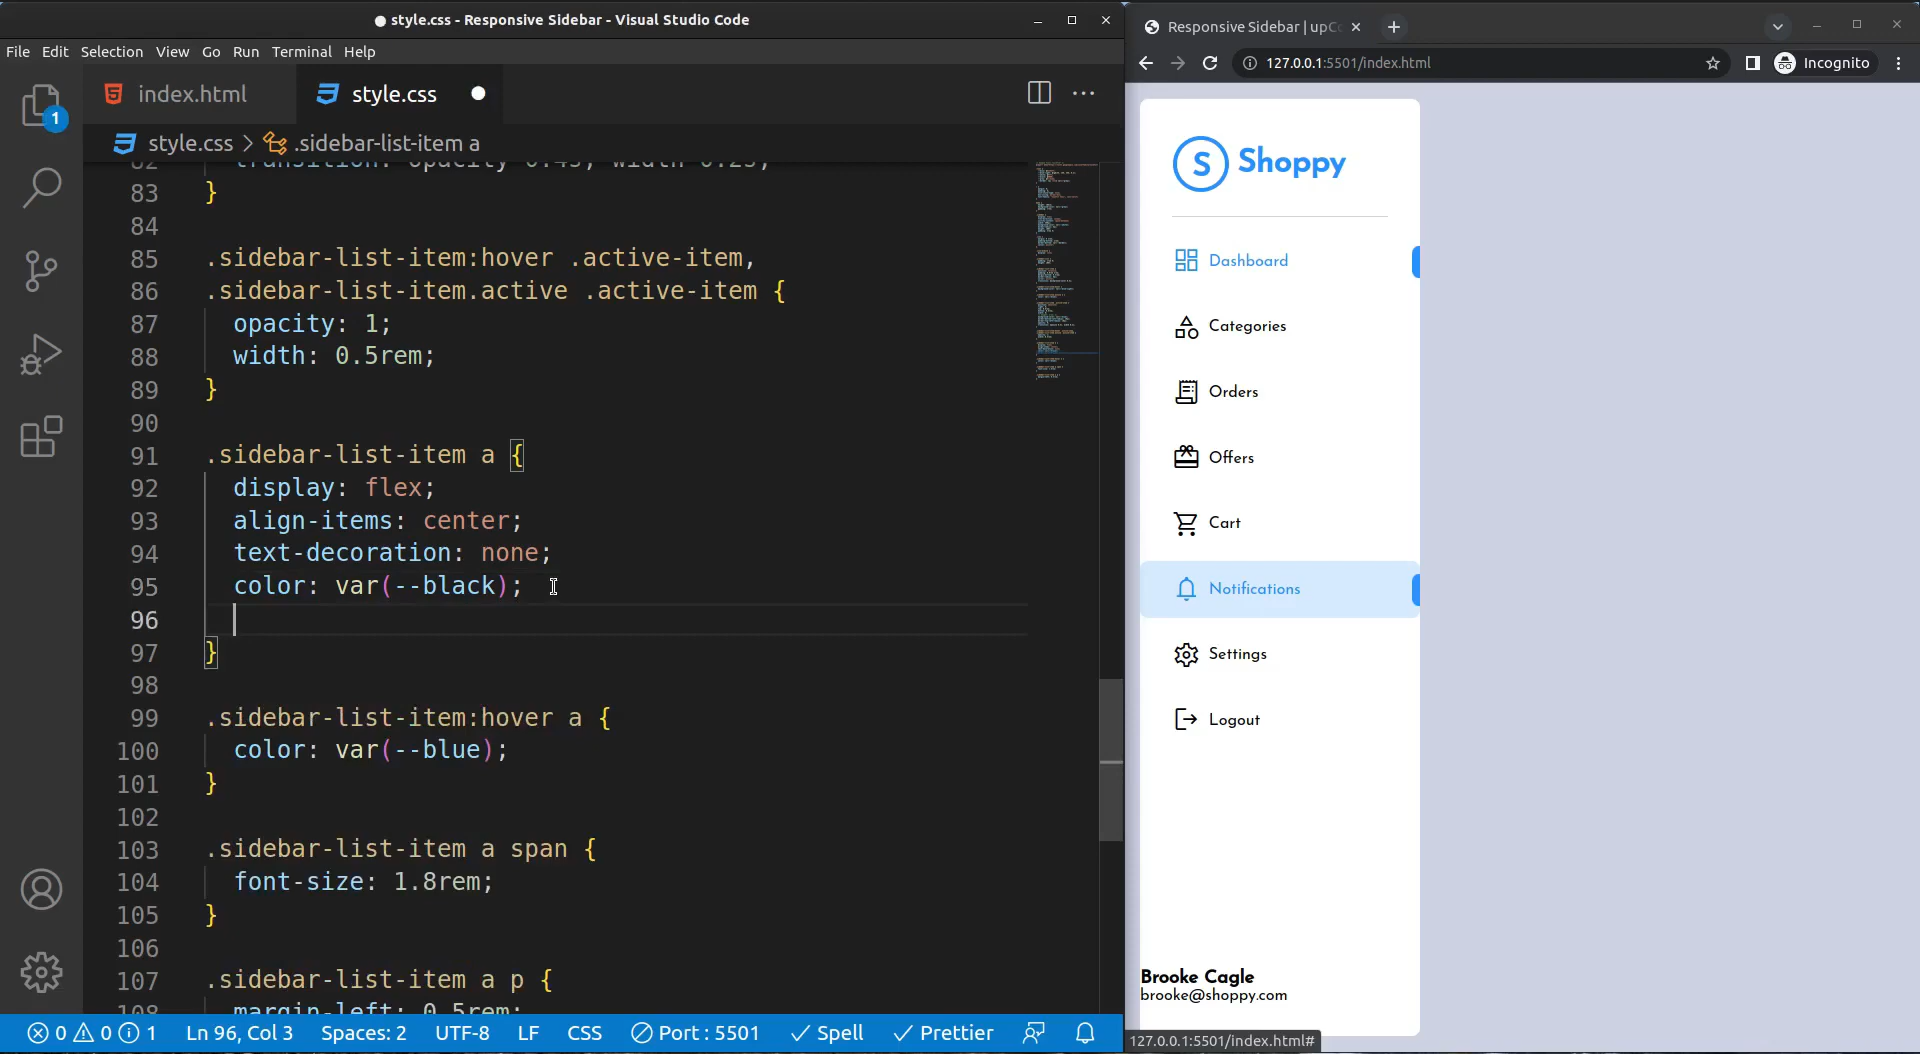 style.css - Responsive Sidebar - Visual Studio Code
File Edit Selection View Go Run Terminal Help
1
index.html
style.css
style.css > .sidebar-list-item a
82 transition: opacity 0.4s, width 0.2s;
83 }
84
85 .sidebar-list-item:hover .active-item,
86 .sidebar-list-item.active .active-item {
87 opacity: 1;
88 width: 0.5rem;
89 }
90
91 .sidebar-list-item a {
92 display: flex;
93 align-items: center;
94 text-decoration: none;
95 color: var(--black);
96
97 }
98
99 .sidebar-list-item:hover a {
100 color: var(--blue);
101 }
102
103 .sidebar-list-item a span {
104 font-size: 1.8rem;
105 }
106
107 .sidebar-list-item a p {
108 margin-left: 0.5rem;
0 0 1 Ln 96, Col 3 Spaces: 2 UTF-8 LF CSS Port : 5501 Spell Prettier
Responsive Sidebar | upC
127.0.0.1:5501/index.html
Incognito
S Shoppy
Dashboard
Categories
Orders
Offers
Cart
Notifications
Settings
Logout
Brooke Cagle
brooke@shoppy.com
127.0.0.1:5501/index.html#